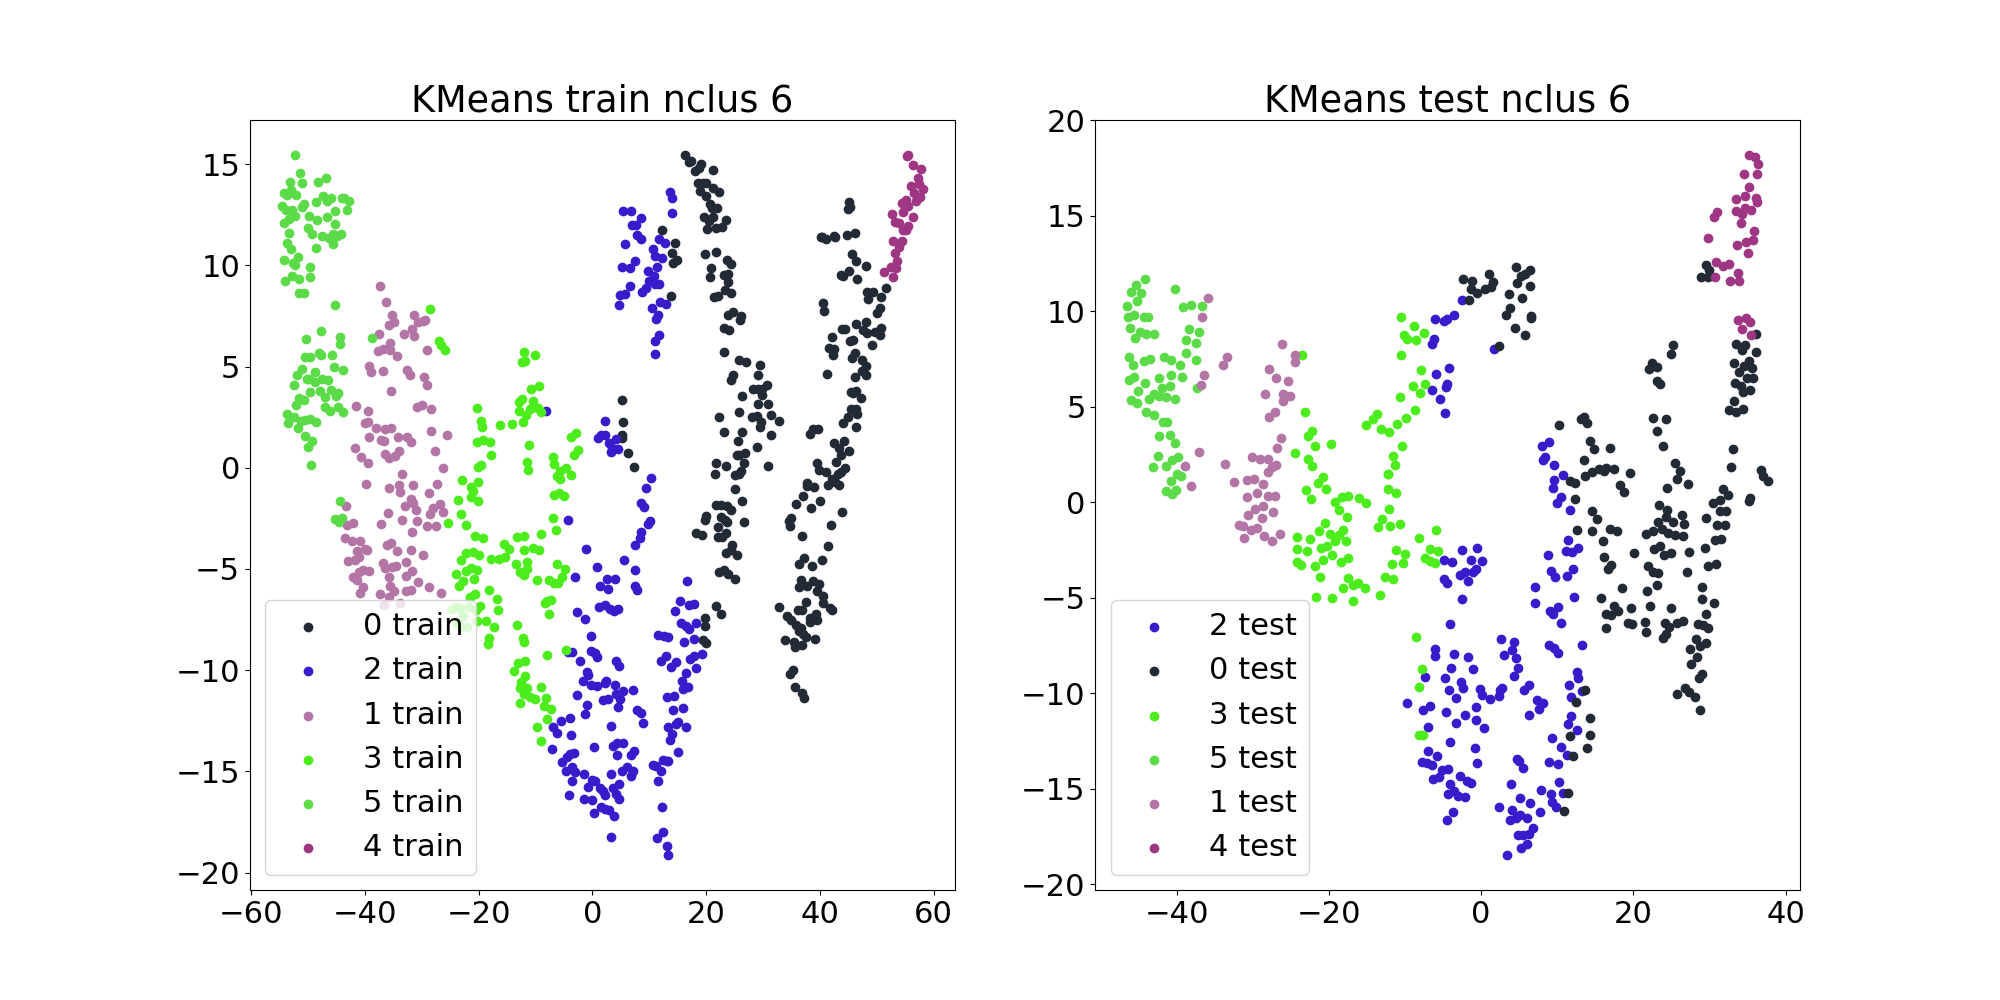 KMeans train nclus 6
15
10
5
0
−5
−10
−15
−20
−60 −40 −20 0 20 40 60
0 train
2 train
1 train
3 train
5 train
4 train
KMeans test nclus 6
20
15
10
5
0
−5
−10
−15
−20
−40 −20 0 20 40
2 test
0 test
3 test
5 test
1 test
4 test